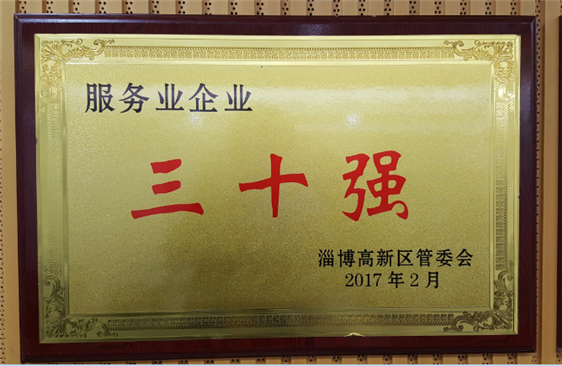 服务业企业
三十强
淄博高新区管委会
2017年2月